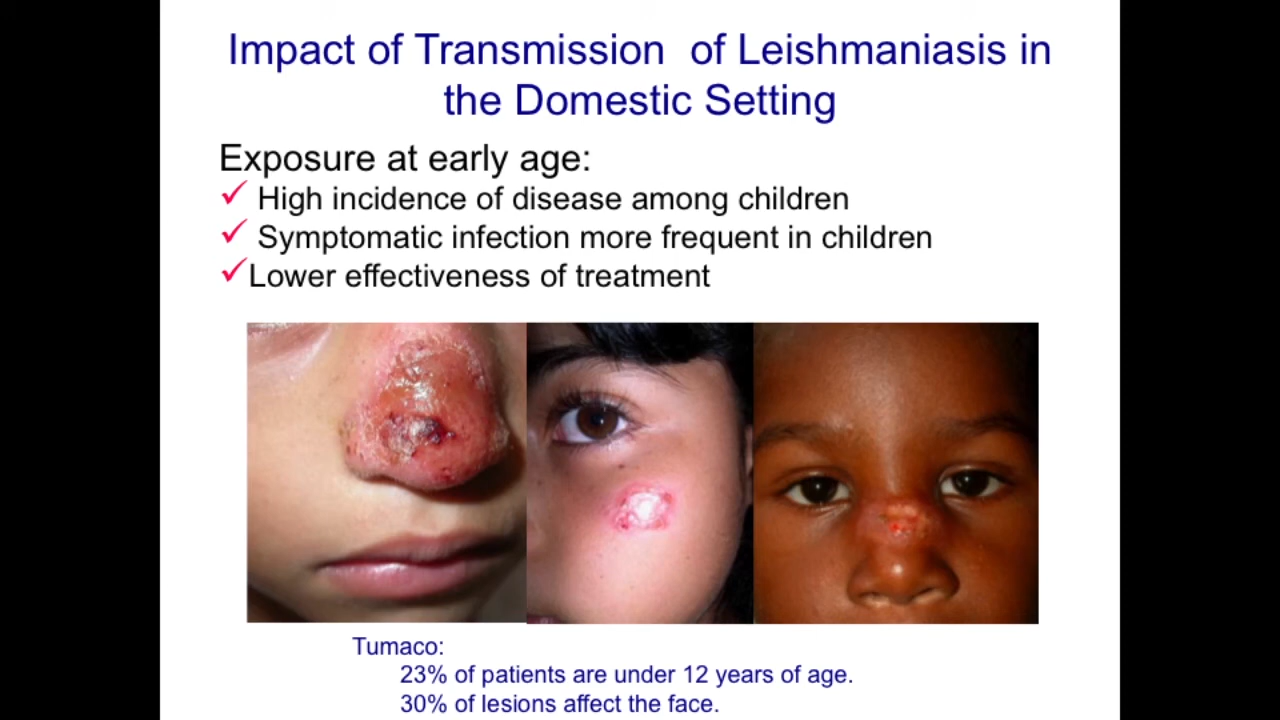 Impact of Transmission of Leishmaniasis in
the Domestic Setting
Exposure at early age:
✓ High incidence of disease among children
✓ Symptomatic infection more frequent in children
✓Lower effectiveness of treatment
Tumaco:
23% of patients are under 12 years of age.
30% of lesions affect the face.